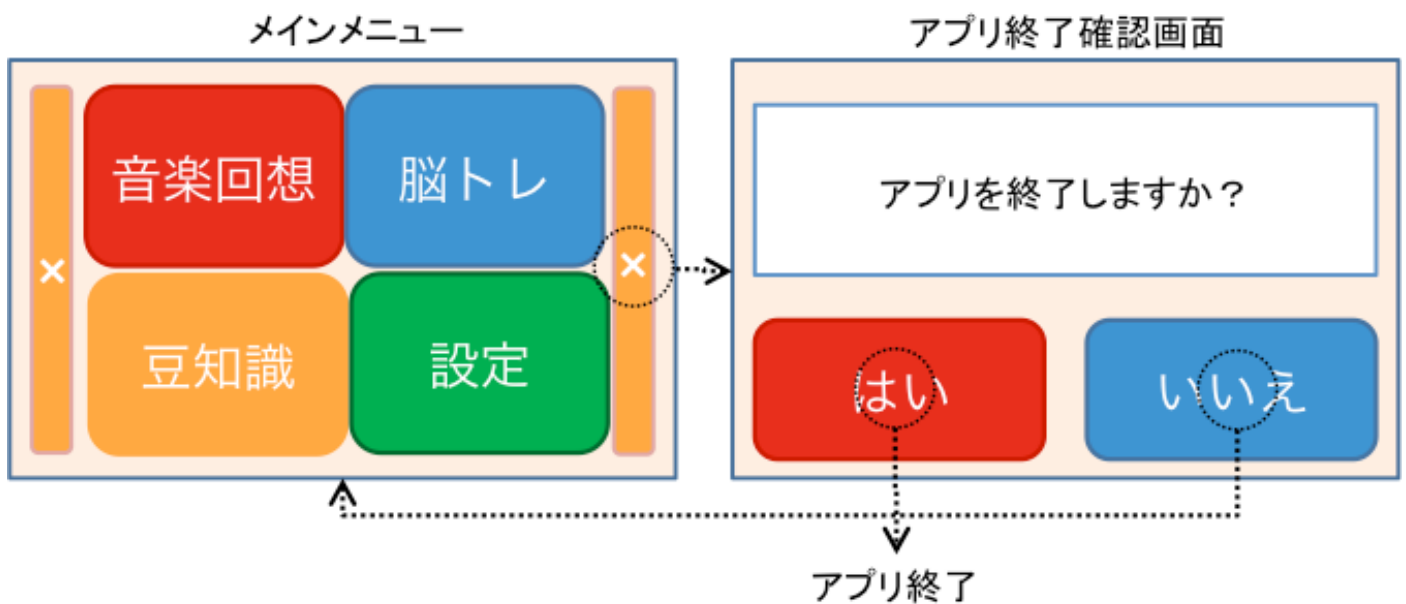 メインメニュー
アプリ終了確認画面
音楽回想
脳トレ
×
×
豆知識
設定
アプリを終了しますか？
はい
いいえ
アプリ終了